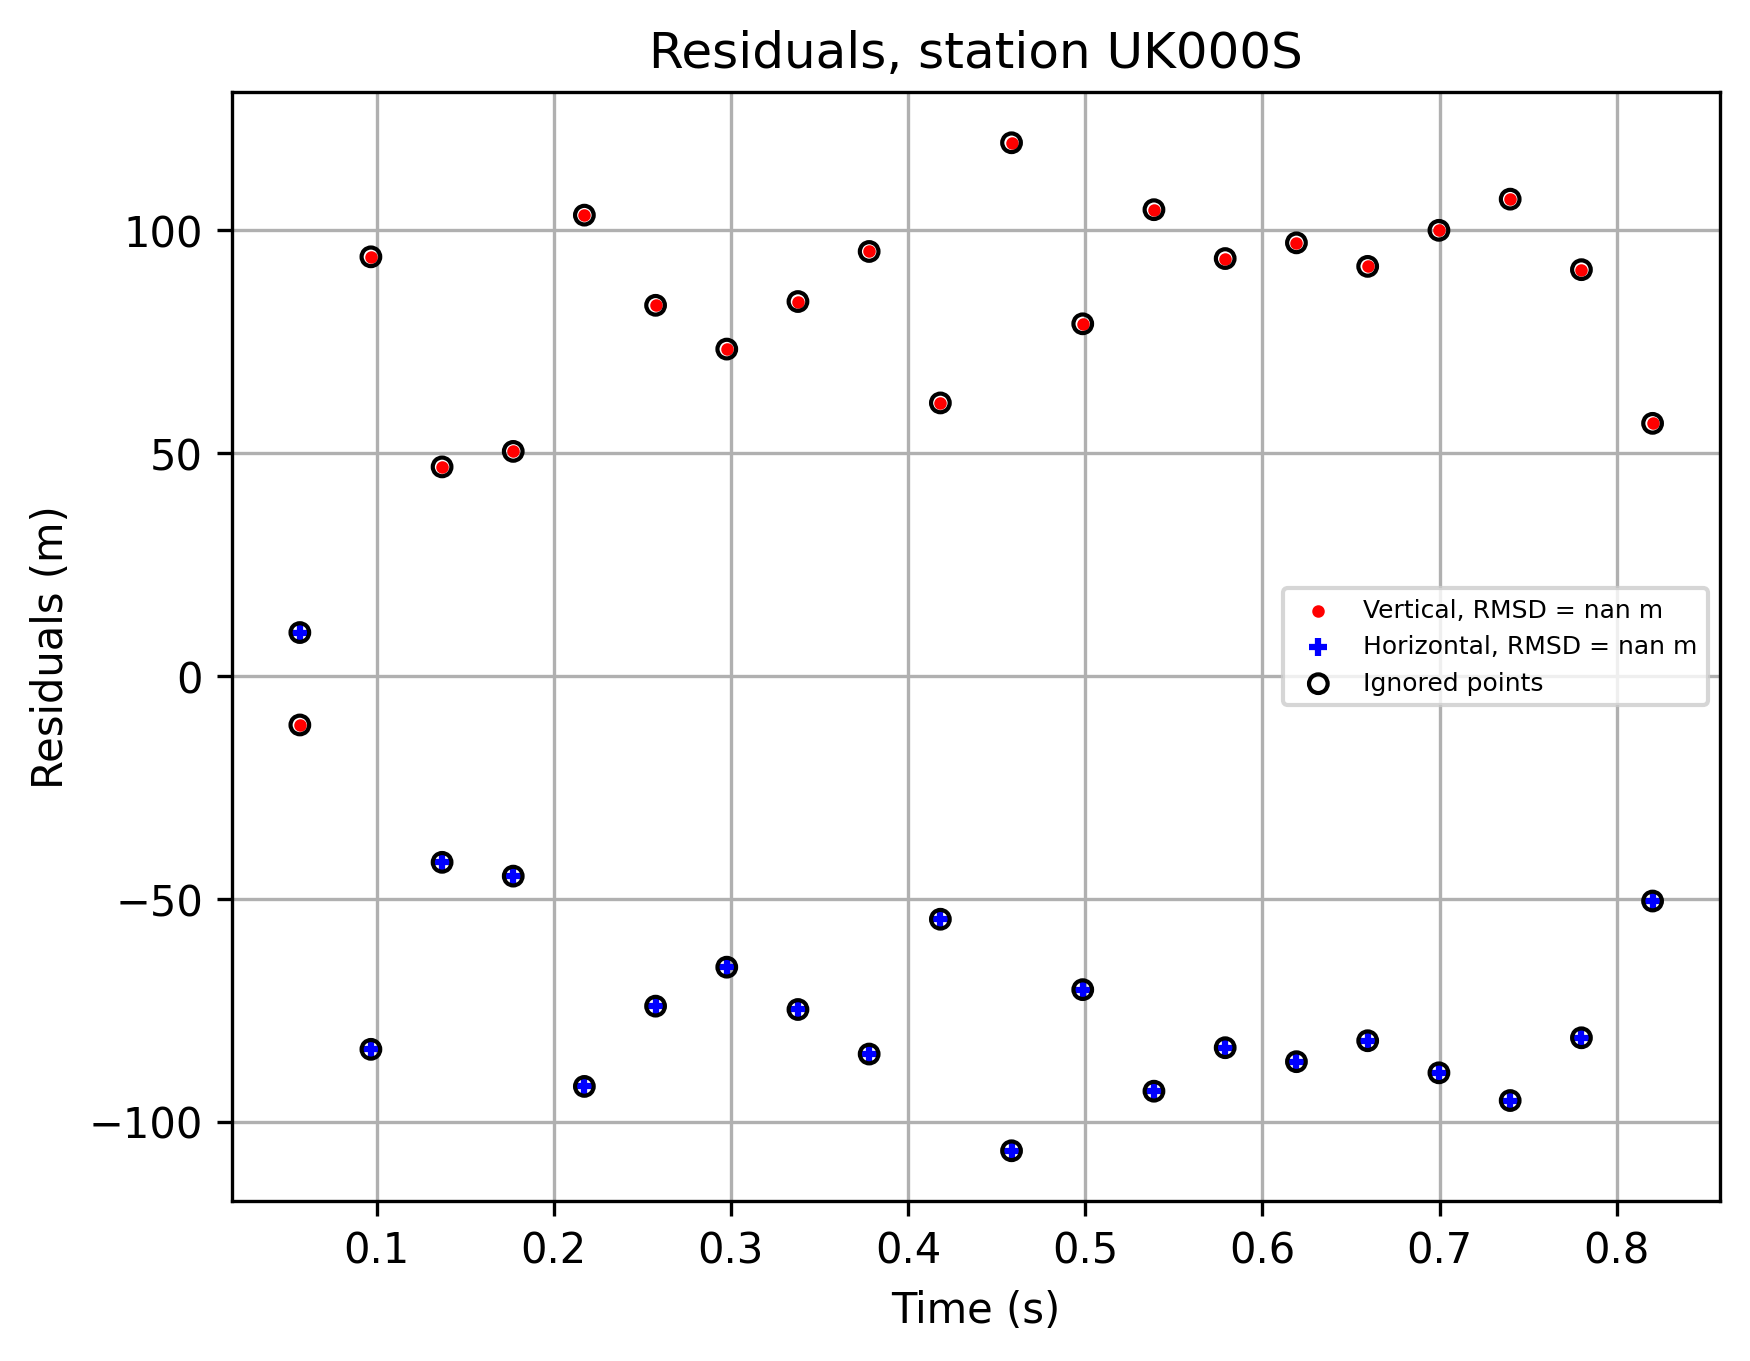 Residuals, station UK000S
Residuals (m)
100
50
0
−50
−100
Vertical, RMSD = nan m
Horizontal, RMSD = nan m
Ignored points
0.1 0.2 0.3 0.4 0.5 0.6 0.7 0.8
Time (s)